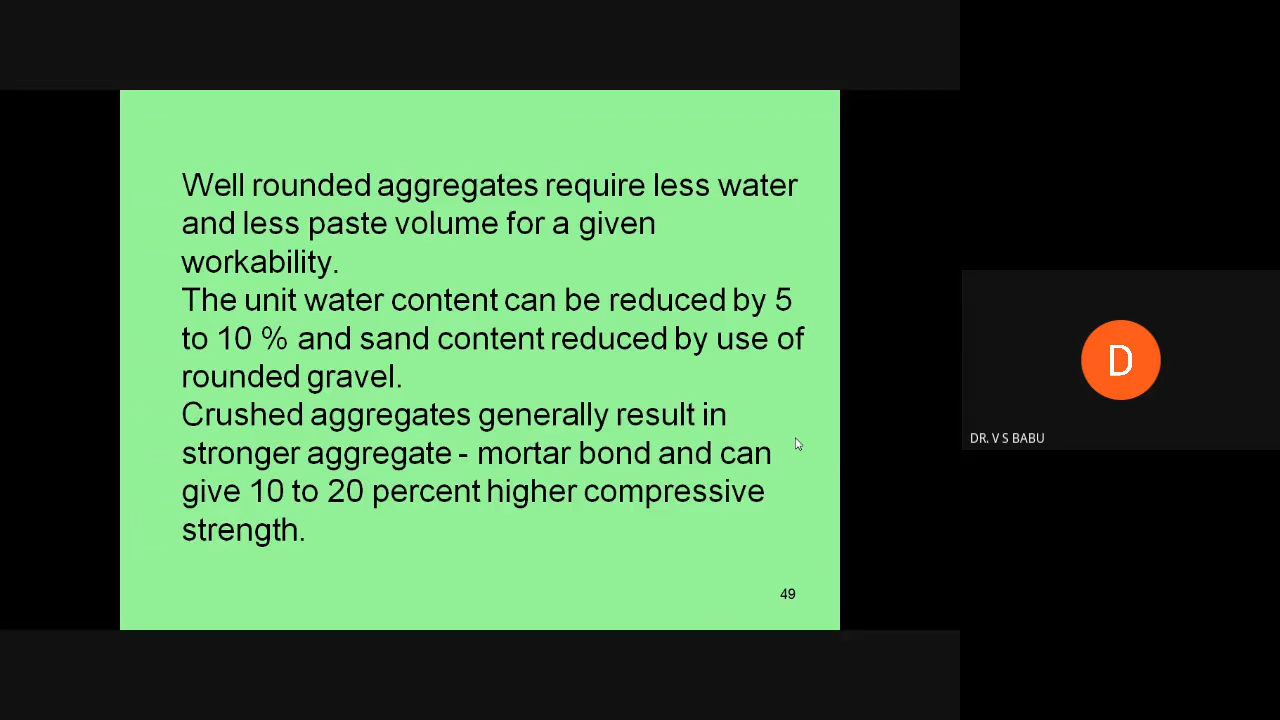 Well rounded aggregates require less water
and less paste volume for a given
workability.
The unit water content can be reduced by 5
to 10 % and sand content reduced by use of
rounded gravel.
Crushed aggregates generally result in
stronger aggregate - mortar bond and can
give 10 to 20 percent higher compressive
strength.
49
D
DR. V S BABU